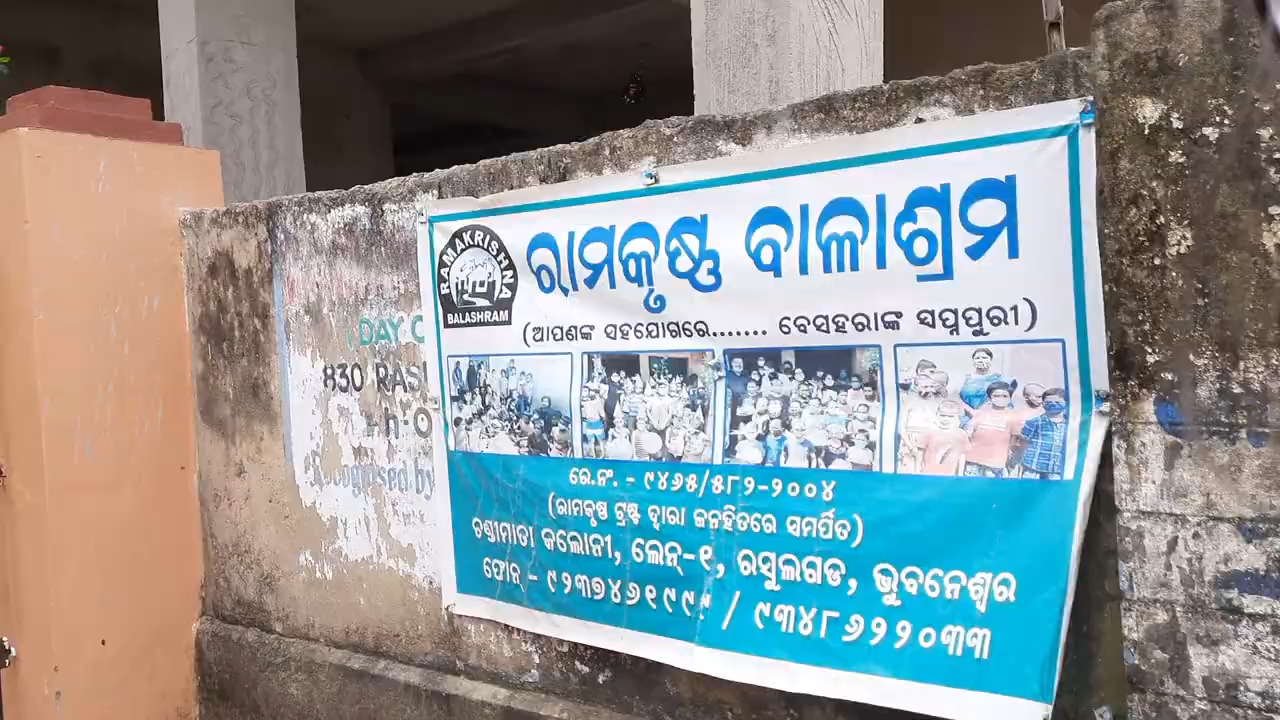 ରାମକୃଷ୍ଣ ବାଳାଶ୍ରମ
RAMAKRISHNA
BALASHRAM
(ଆପଣଙ୍କ ସହଯୋଗରେ....... ବେସହରାଙ୍କ ସପ୍ନପୁରୀ)
DAY
830
ରେ.ନଂ. - ୯୪୬୫/୫୮୨-୨୦୦୪
(ରାମକୃଷ୍ଣ ଟ୍ରଷ୍ଟ ଦ୍ୱାରା ଜନହିତରେ ସମର୍ପିତ)
ଚଣ୍ଡୀମାତା କଲୋନୀ, ଲେନ୍-୧, ରସୁଲଗଡ, ଭୁବନେଶ୍ୱର
ଫୋନ୍ - / ୯୩୪୮୬୨୨୦୩୩